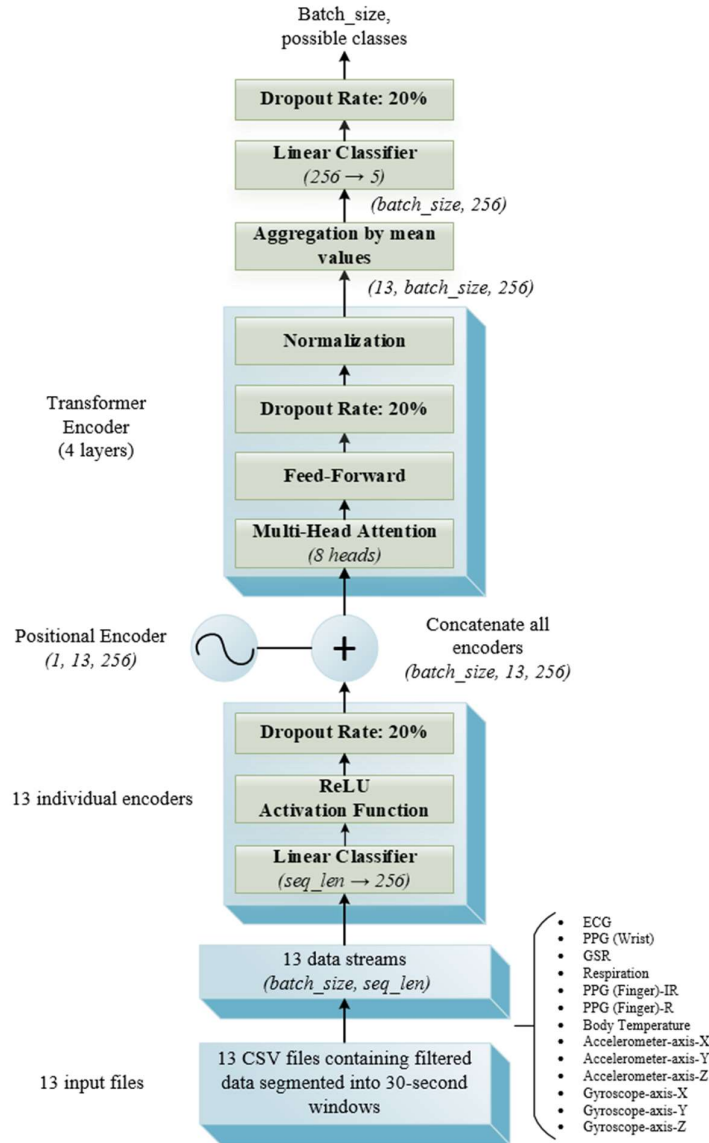 Batch_size,
possible classes
Dropout Rate: 20%
Linear Classifier
(256 → 5)
(batch_size, 256)
Aggregation by mean
values
(13, batch_size, 256)
Normalization
Transformer
Encoder
(4 layers)
Dropout Rate: 20%
Feed-Forward
Multi-Head Attention
(8 heads)
Positional Encoder
(1, 13, 256)
+
Concatenate all
encoders
(batch_size, 13, 256)
Dropout Rate: 20%
13 individual encoders
ReLU
Activation Function
Linear Classifier
(seq_len → 256)
13 data streams
(batch_size, seq_len)
13 input files
13 CSV files containing filtered
data segmented into 30-second
windows
• ECG
• PPG (Wrist)
• GSR
• Respiration
• PPG (Finger)-IR
• PPG (Finger)-R
• Body Temperature
• Accelerometer-axis-X
• Accelerometer-axis-Y
• Accelerometer-axis-Z
• Gyroscope-axis-X
• Gyroscope-axis-Y
• Gyroscope-axis-Z